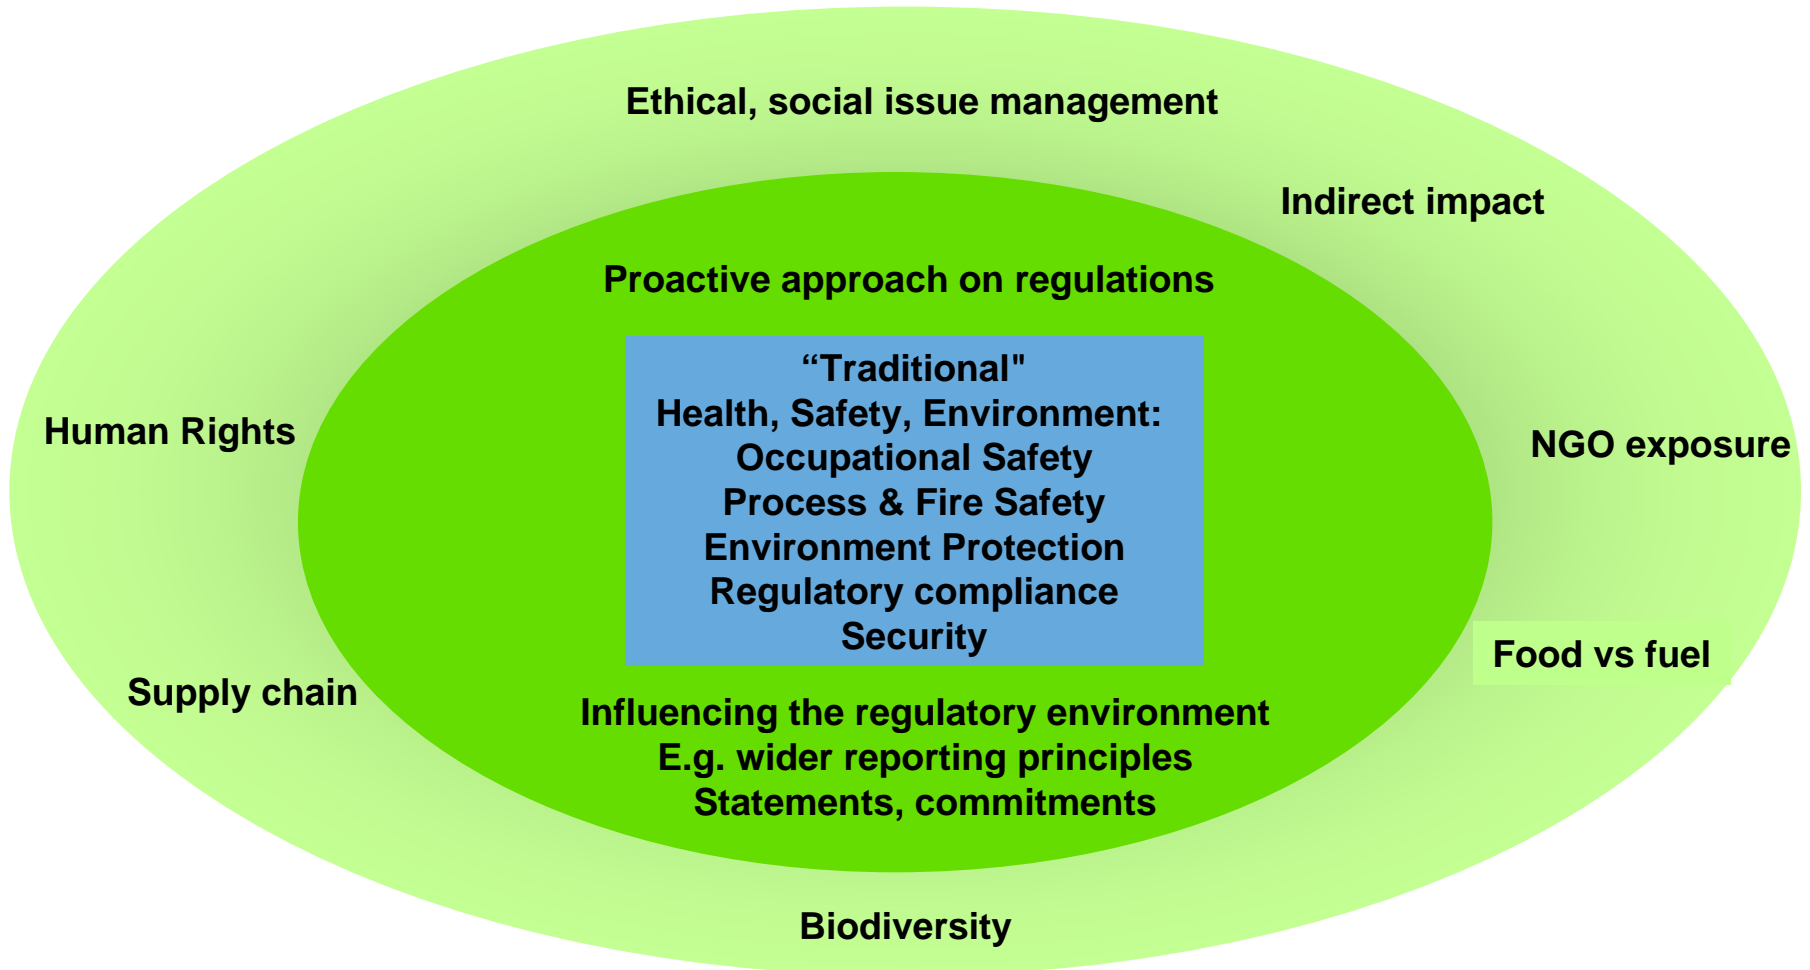 Ethical, social issue management
Indirect impact
Proactive approach on regulations
“Traditional"
Health, Safety, Environment:
Occupational Safety
Process & Fire Safety
Environment Protection
Regulatory compliance
Security
Human Rights
NGO exposure
Food vs fuel
Supply chain
Influencing the regulatory environment
E.g. wider reporting principles
Statements, commitments
Biodiversity